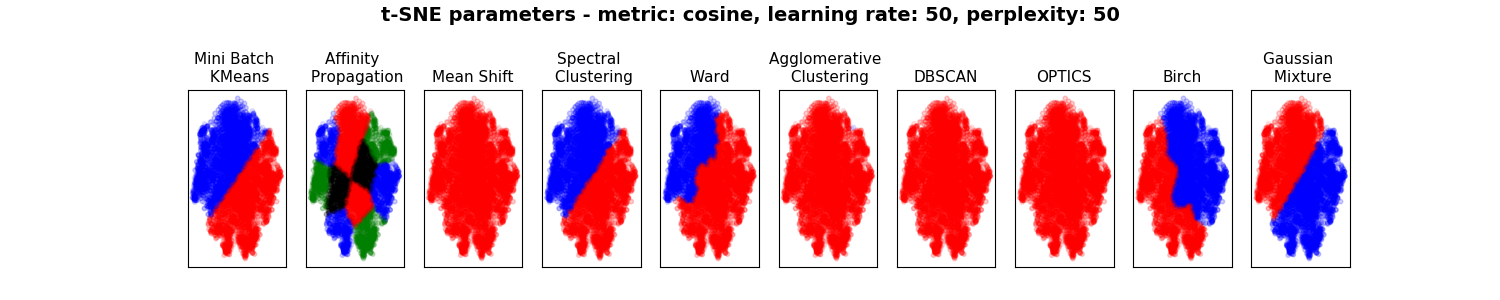 t-SNE parameters - metric: cosine, learning rate: 50, perplexity: 50
Mini Batch
KMeans
Affinity
Propagation
Mean Shift
Spectral
Clustering
Ward
Agglomerative
Clustering
DBSCAN
OPTICS
Birch
Gaussian
Mixture